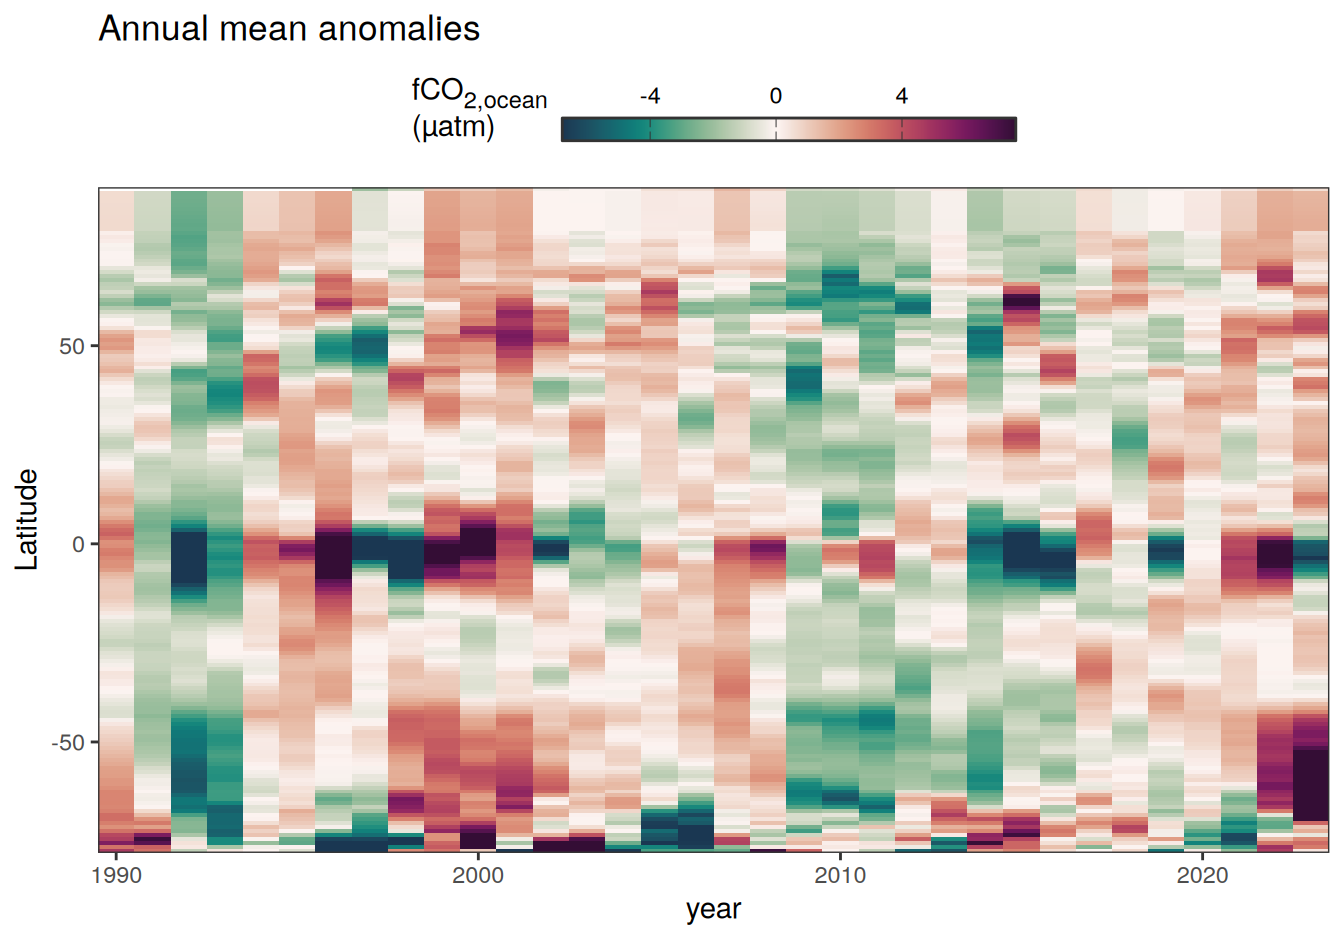 Annual mean anomalies
fCO2,ocean
(µatm)
-4 0 4
Latitude
50
0
-50
1990 2000 2010 2020
year